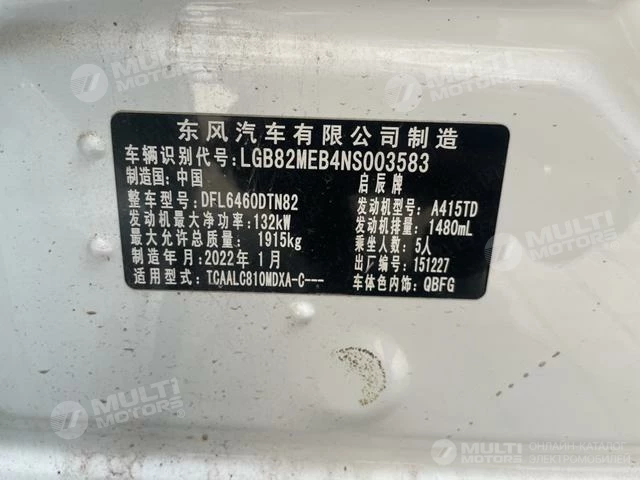 东风汽车有限公司制造
车辆识别代号:LGB82MEB4NS003583
制造国:中国 启辰牌
整车型号:DFL6460DTN82 发动机型号:A415TD
发动机最大净功率:132kW 发动机排量:1480mL
最大允许总质量:1915kg 乘坐人数:5人
制造年月:2022年1月 出厂编号:151227
适用型式:TCAALC810MDXA-C--- 车体色内饰:QBFG
MULTI MOTORS
MULTI MOTORS
MULTI MOTORS
MULTI MOTORS
MULTI MOTORS ОНЛАЙН-КАТАЛОГ ЭЛЕКТРОМОБИЛЕЙ